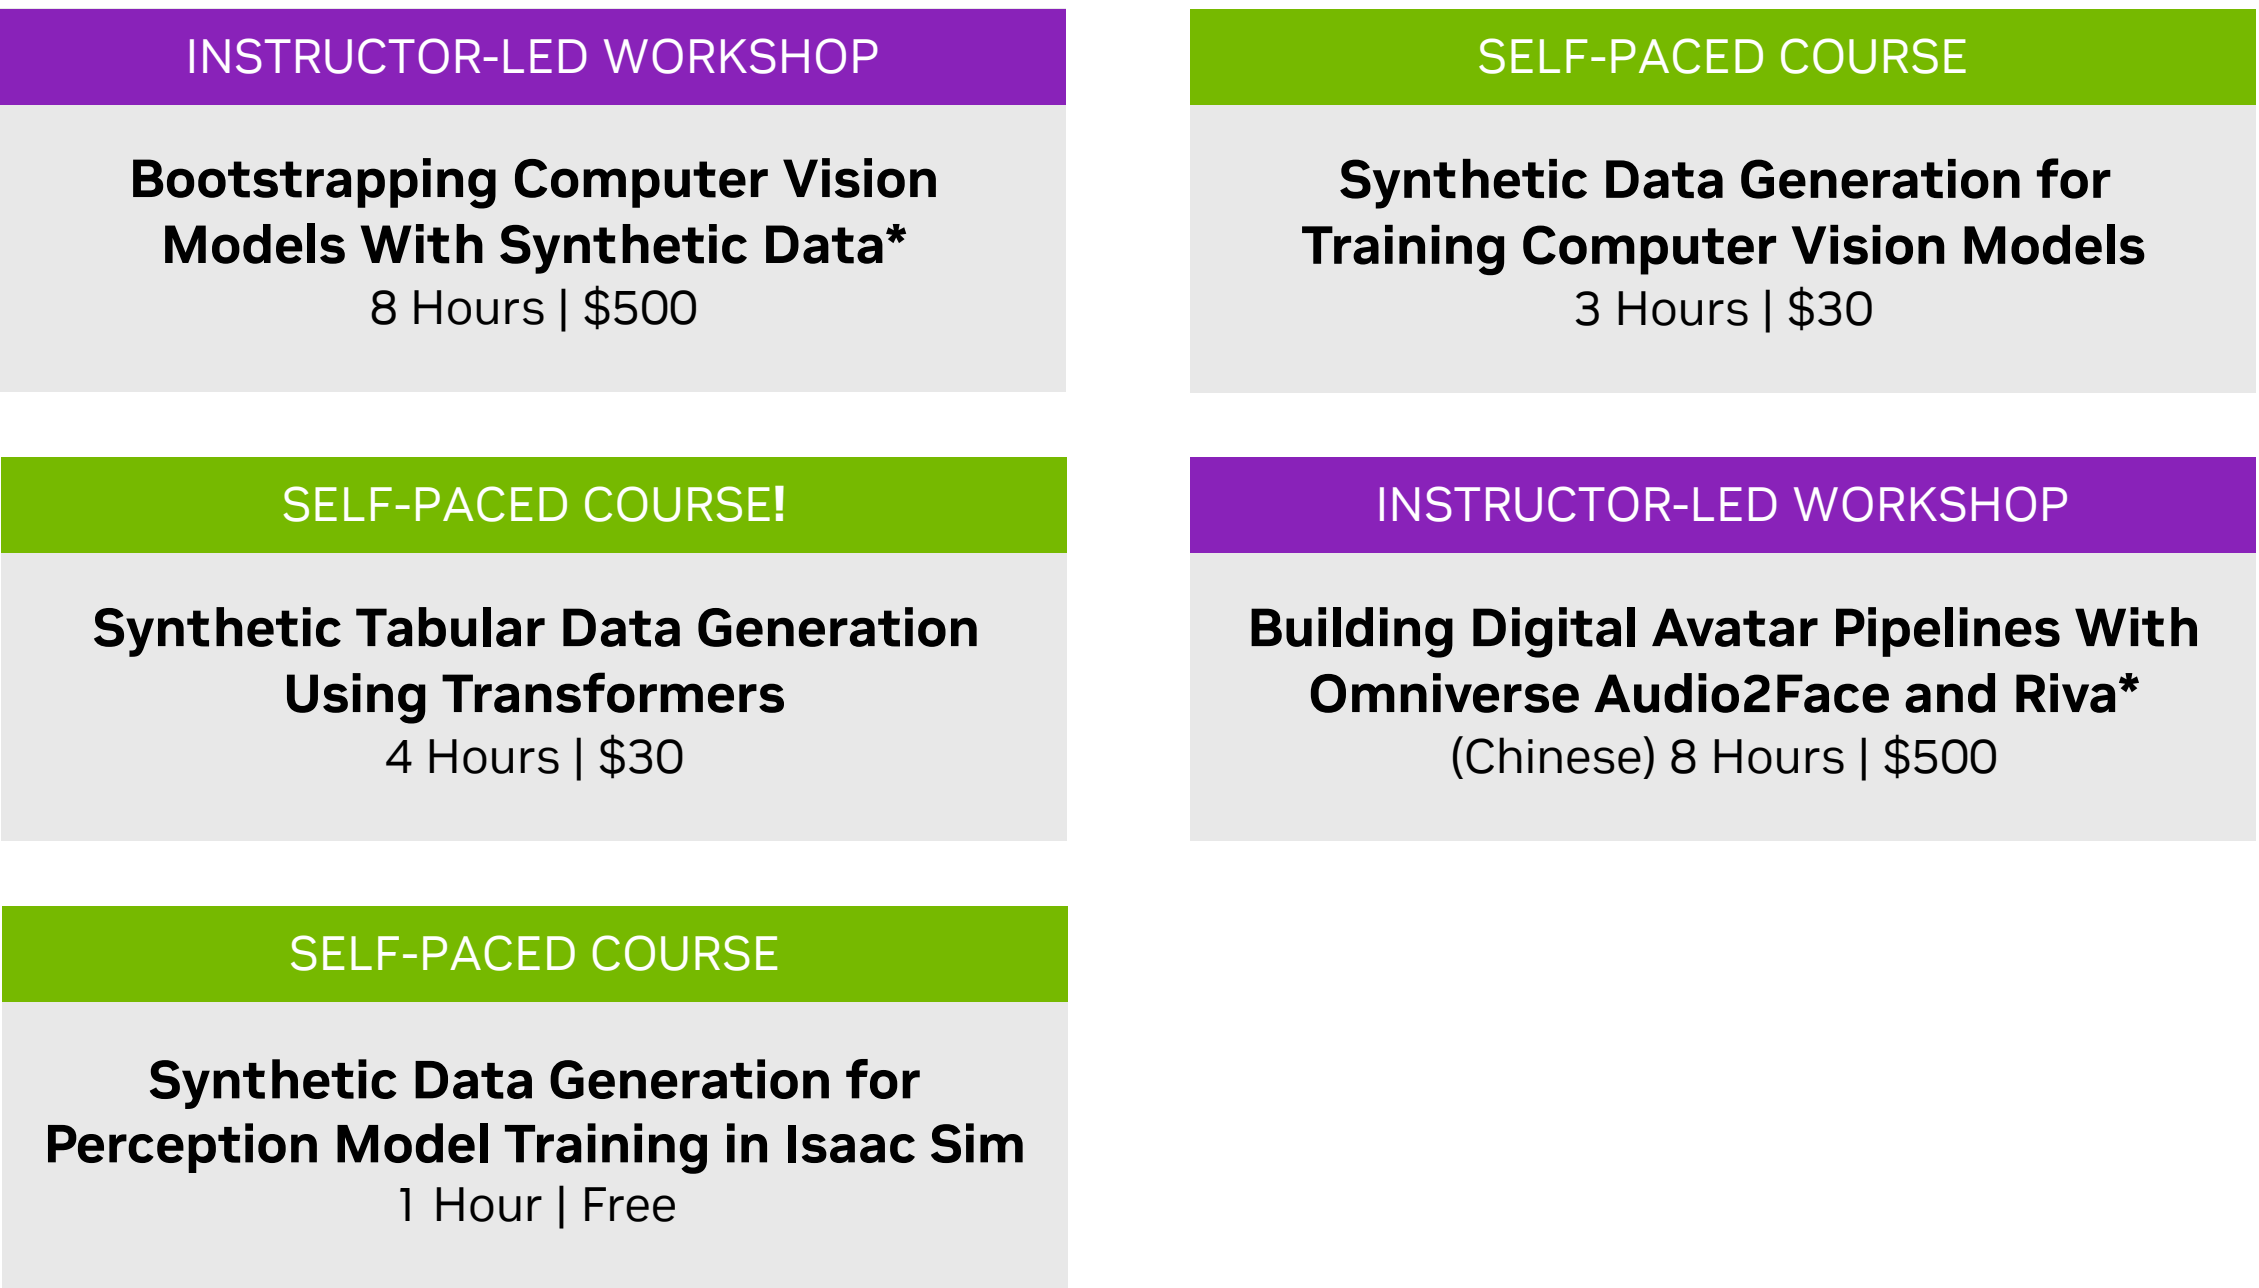 INSTRUCTOR-LED WORKSHOP
Bootstrapping Computer Vision
Models With Synthetic Data*
8 Hours | $500
SELF-PACED COURSE
Synthetic Data Generation for
Training Computer Vision Models
3 Hours | $30
SELF-PACED COURSE!
Synthetic Tabular Data Generation
Using Transformers
4 Hours | $30
INSTRUCTOR-LED WORKSHOP
Building Digital Avatar Pipelines With
Omniverse Audio2Face and Riva*
(Chinese) 8 Hours | $500
SELF-PACED COURSE
Synthetic Data Generation for
Perception Model Training in Isaac Sim
1 Hour | Free